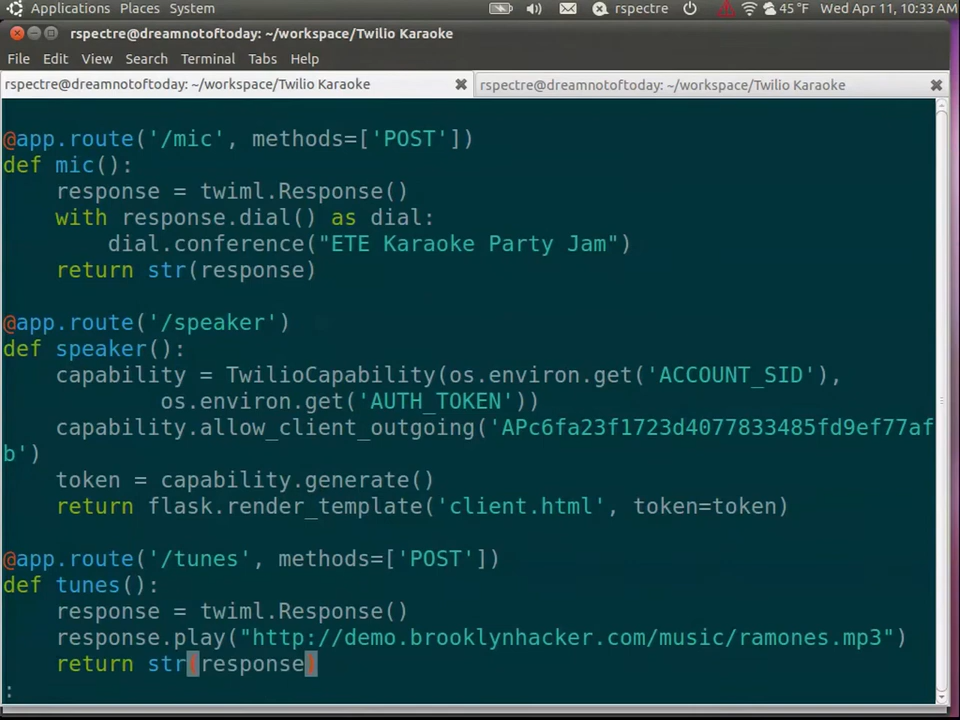 Applications Places System rspectre 45 °F Wed Apr 11, 10:33 AM
rspectre@dreamnotoftoday: ~/workspace/Twilio Karaoke
File Edit View Search Terminal Tabs Help
rspectre@dreamnotoftoday: ~/workspace/Twilio Karaoke rspectre@dreamnotoftoday: ~/workspace/Twilio Karaoke
@app.route('/mic', methods=['POST'])
def mic():
    response = twiml.Response()
    with response.dial() as dial:
        dial.conference("ETE Karaoke Party Jam")
    return str(response)
@app.route('/speaker')
def speaker():
    capability = TwilioCapability(os.environ.get('ACCOUNT_SID'),
            os.environ.get('AUTH_TOKEN'))
    capability.allow_client_outgoing('APc6fa23f1723d4077833485fd9ef77af
b')
    token = capability.generate()
    return flask.render_template('client.html', token=token)
@app.route('/tunes', methods=['POST'])
def tunes():
    response = twiml.Response()
    response.play("http://demo.brooklynhacker.com/music/ramones.mp3")
    return str(response)
: